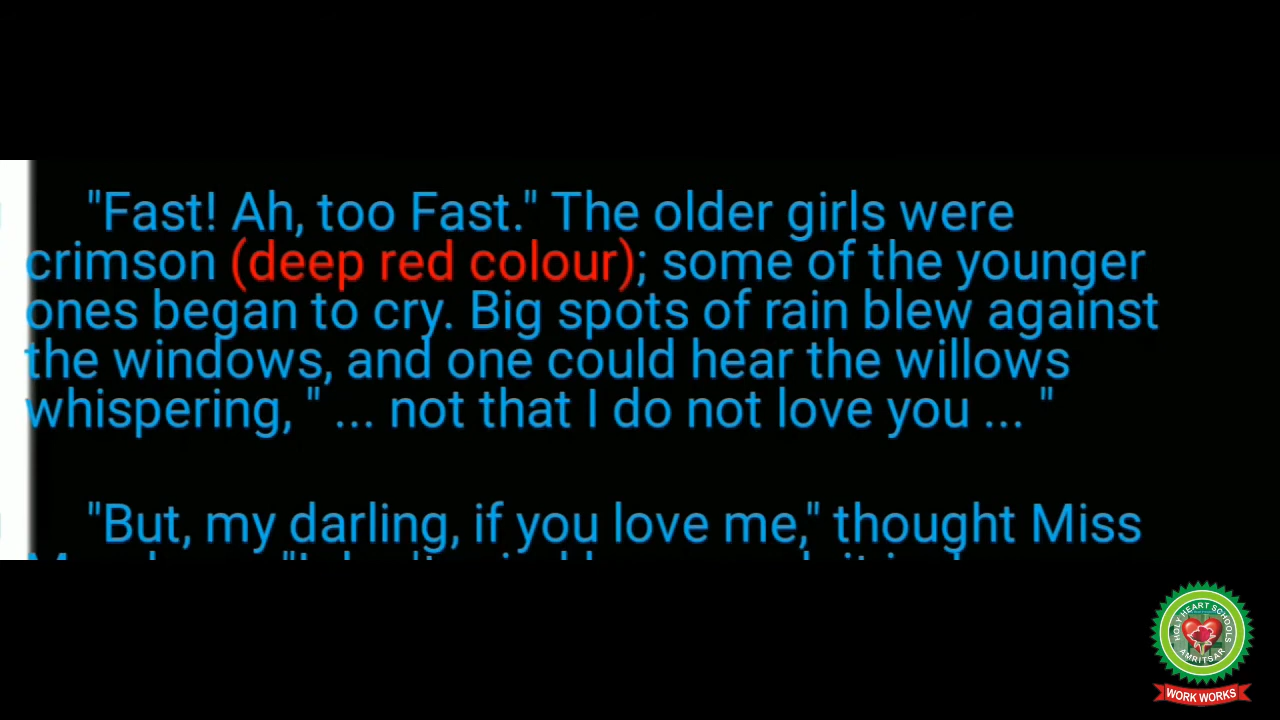 "Fast! Ah, too Fast." The older girls were
crimson (deep red colour); some of the younger
ones began to cry. Big spots of rain blew against
the windows, and one could hear the willows
whispering, " ... not that I do not love you ... "
"But, my darling, if you love me," thought Miss
HOLY HEART SCHOOLS
AMRITSAR
WORK WORKS